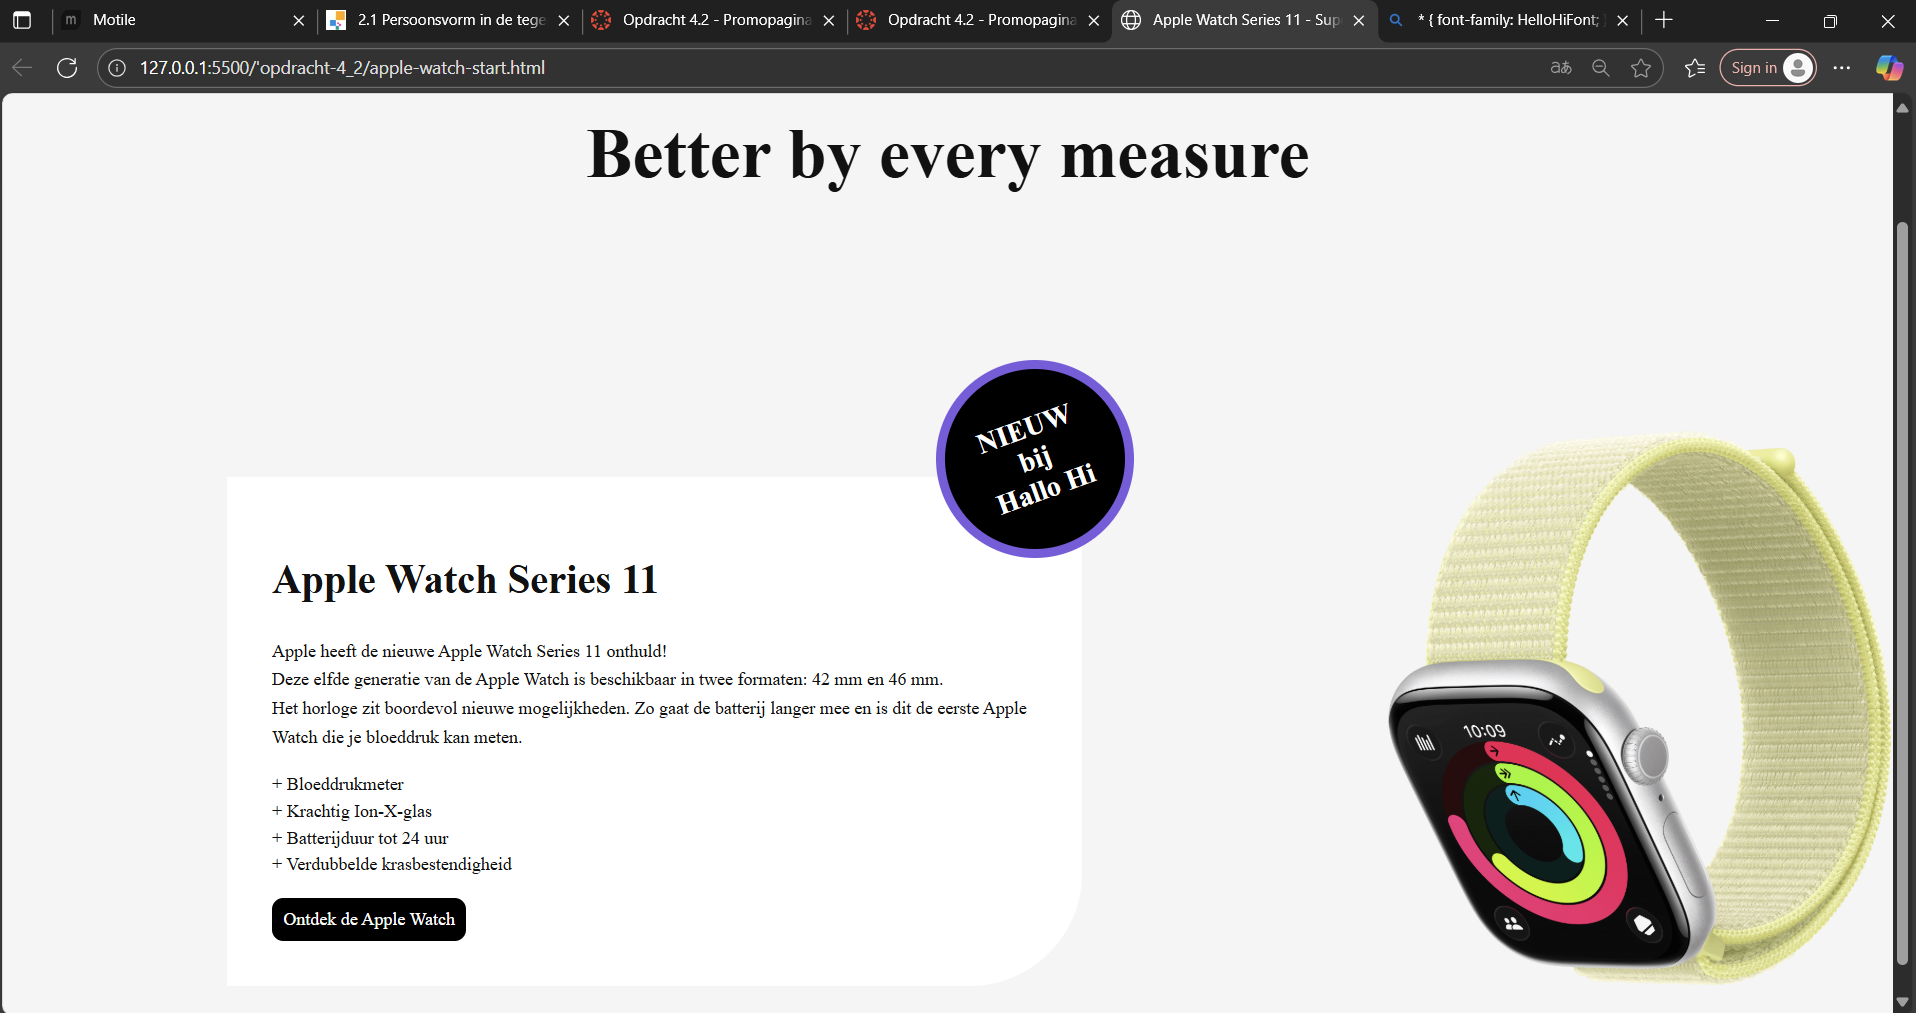 Motile
2.1 Persoonsvorm in de tege
Opdracht 4.2 - Promopagina
Opdracht 4.2 - Promopagina
Apple Watch Series 11 - Sup
* { font-family: HelloHiFont;
127.0.0.1:5500/'opdracht-4_2/apple-watch-start.html
Sign in
Better by every measure
NIEUW
bij
Hallo Hi
Apple Watch Series 11
Apple heeft de nieuwe Apple Watch Series 11 onthuld!
Deze elfde generatie van de Apple Watch is beschikbaar in twee formaten: 42 mm en 46 mm.
Het horloge zit boordevol nieuwe mogelijkheden. Zo gaat de batterij langer mee en is dit de eerste Apple
Watch die je bloeddruk kan meten.
+ Bloeddrukmeter
+ Krachtig Ion-X-glas
+ Batterijduur tot 24 uur
+ Verdubbelde krasbestendigheid
Ontdek de Apple Watch
10:09